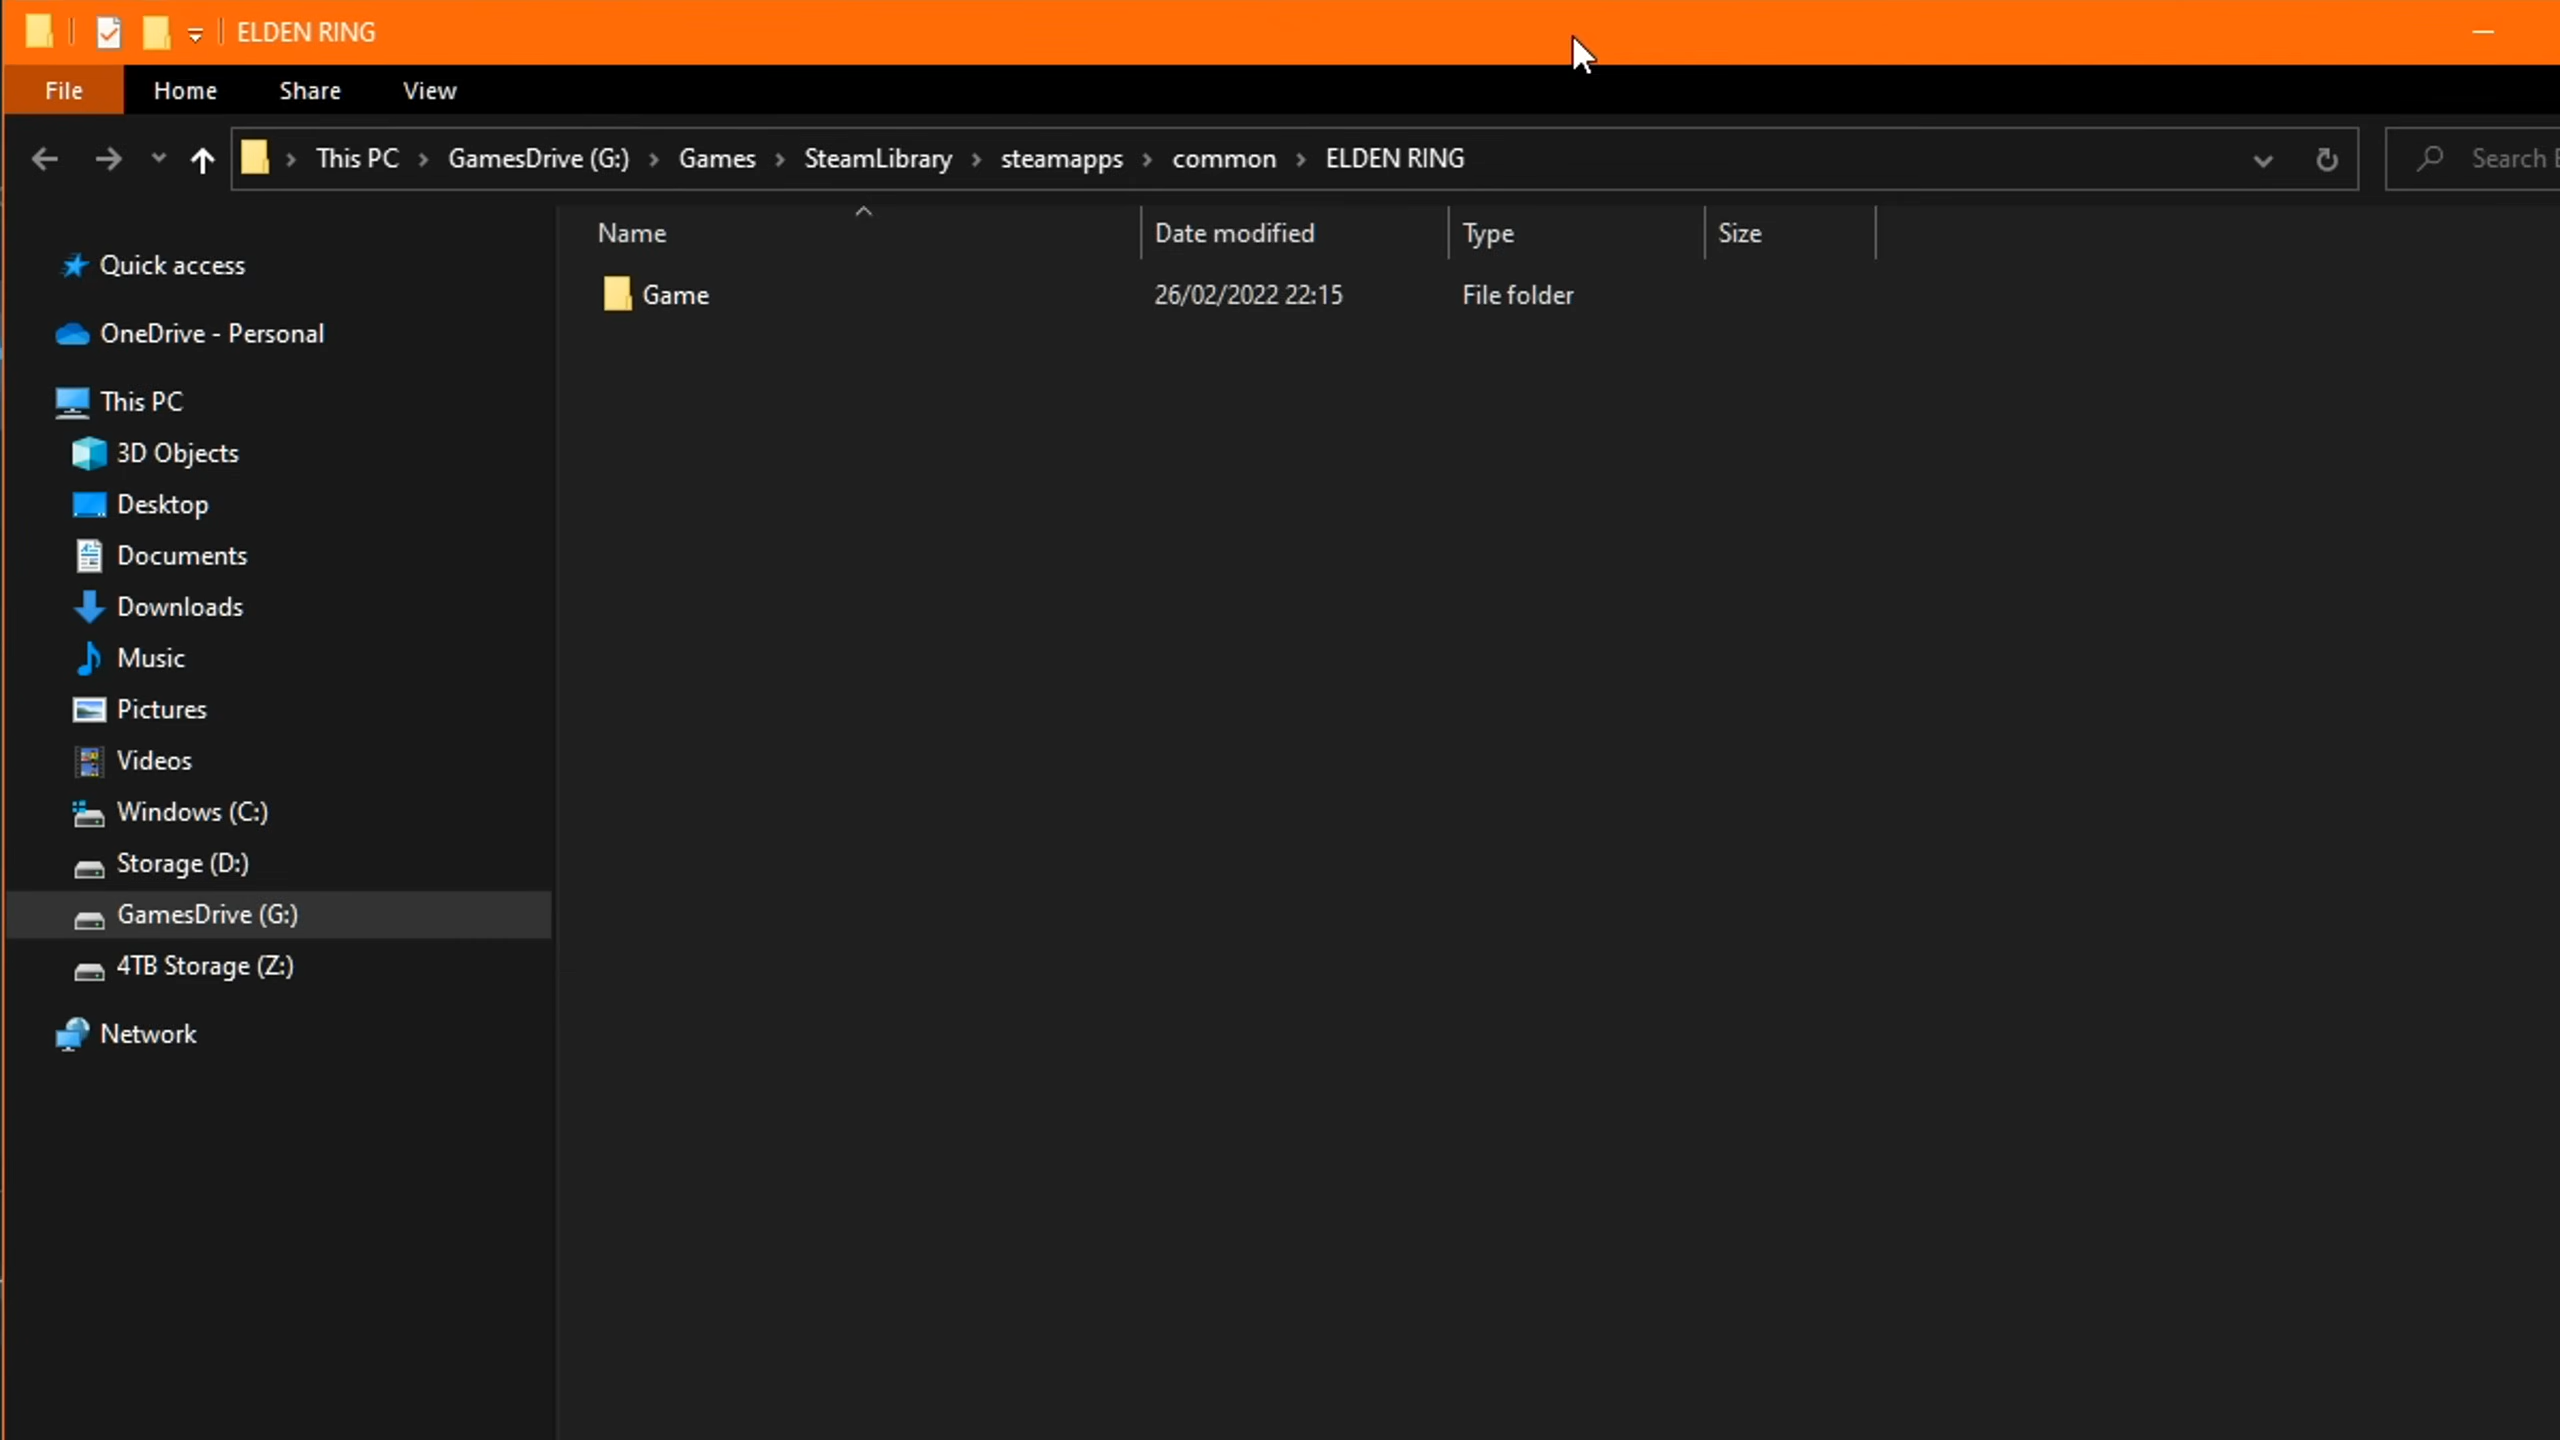 ELDEN RING
File Home Share View
This PC GamesDrive (G:) Games SteamLibrary steamapps common ELDEN RING Search
Name Date modified Type Size
Game 26/02/2022 22:15 File folder
Quick access
OneDrive - Personal
This PC
3D Objects
Desktop
Documents
Downloads
Music
Pictures
Videos
Windows (C:)
Storage (D:)
GamesDrive (G:)
4TB Storage (Z:)
Network